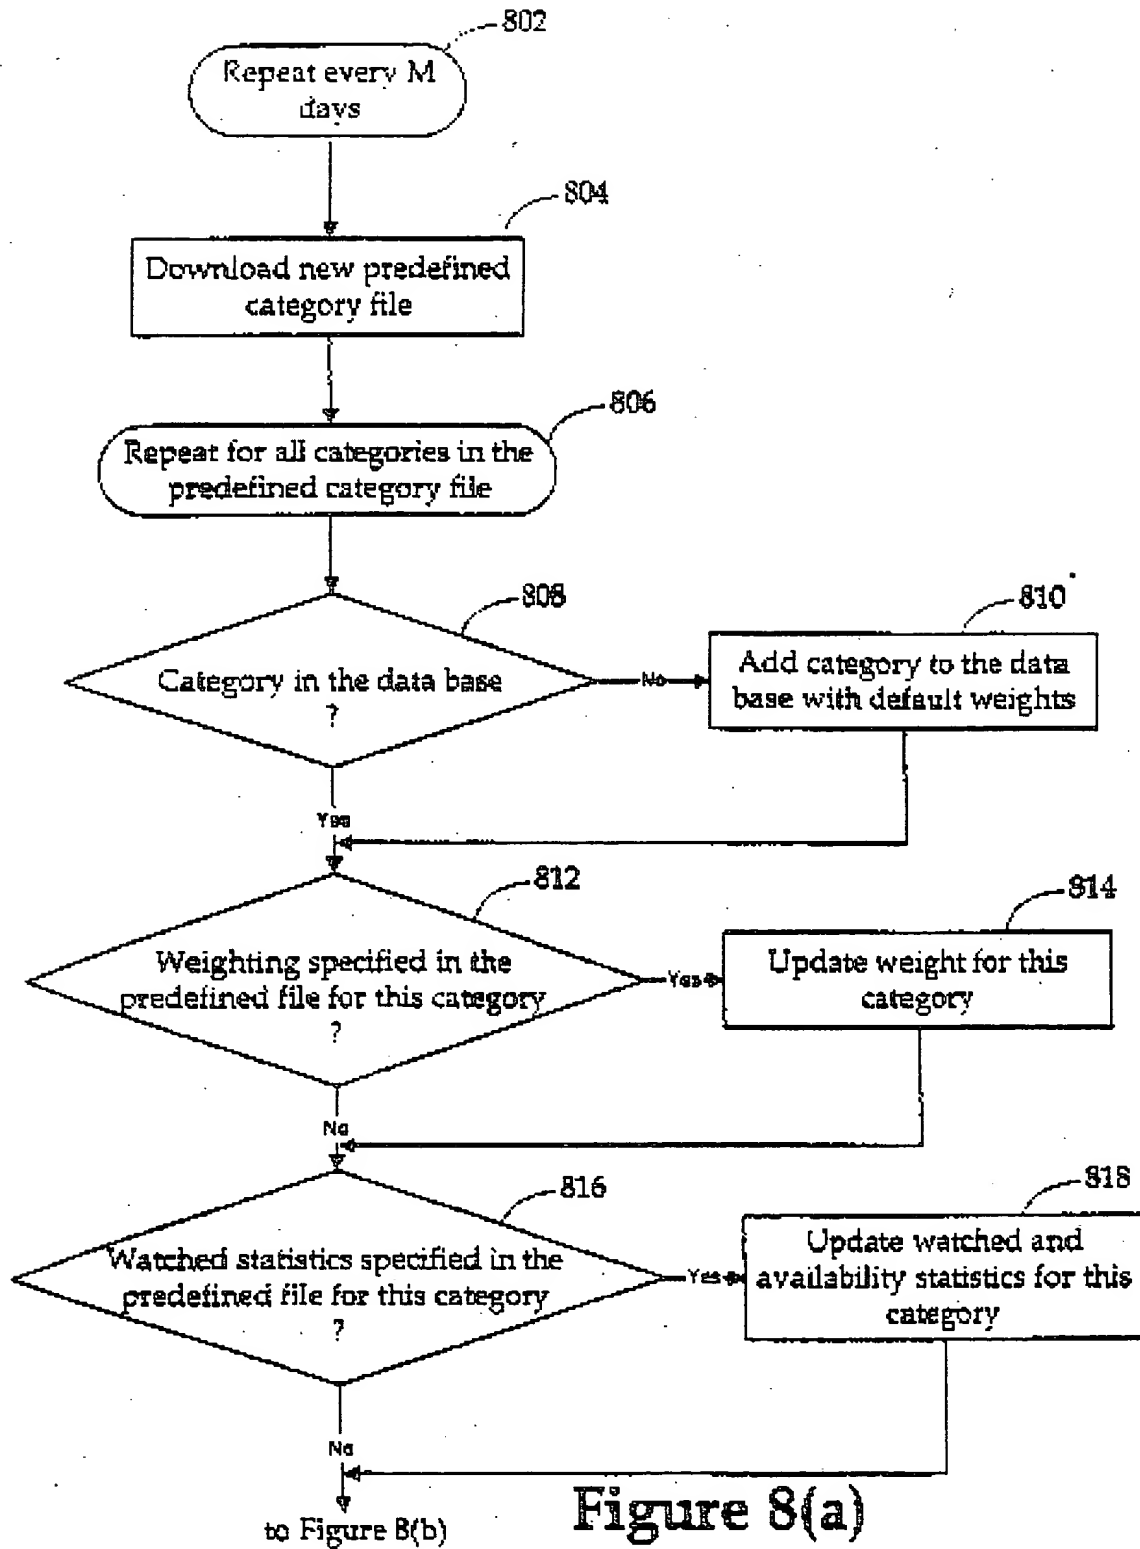 802
Repeat every M
days
804
Download new predefined
category file
806
Repeat for all categories in the
predefined category file
808
Category in the data base
?
No
810
Add category to the data
base with default weights
Yes
812
Weighting specified in the
predefined file for this category
?
Yes
814
Update weight for this
category
No
816
Watched statistics specified in the
predefined file for this category
?
Yes
818
Update watched and
availability statistics for this
category
No
to Figure 8(b)
Figure 8(a)